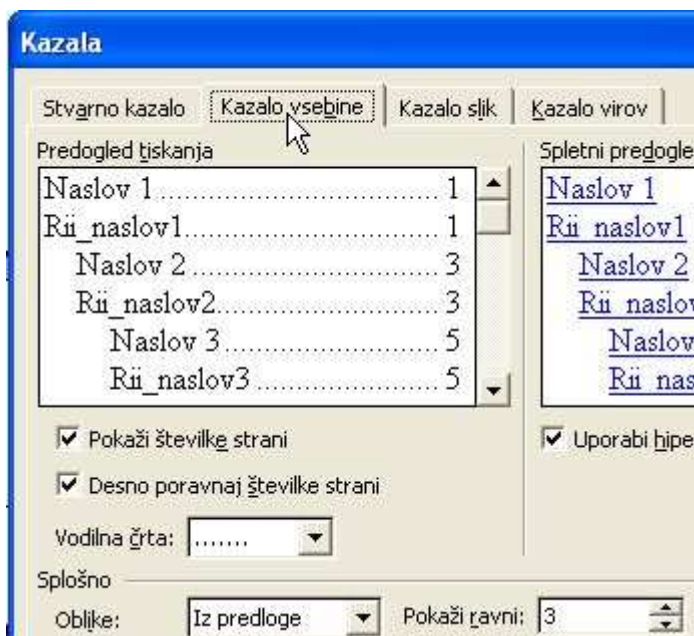 Kazala
Stvarno kazalo Kazalo vsebine Kazalo slik Kazalo virov
Predogled tiskanja
Naslov 1 ........................................ 1
Rii_naslov1 ................................... 1
Naslov 2 ................................... 3
Rii_naslov2 ............................... 3
Naslov 3 ............................... 5
Rii_naslov3 .......................... 5
Pokaži številke strani
Desno poravnaj številke strani
Vodilna črta: .......
Spletni predogle
Naslov 1
Rii_naslov1
Naslov 2
Rii_naslov
Naslov
Rii_nas
Uporabi hipe
Splošno
Oblike: Iz predloge Pokaži ravni: 3